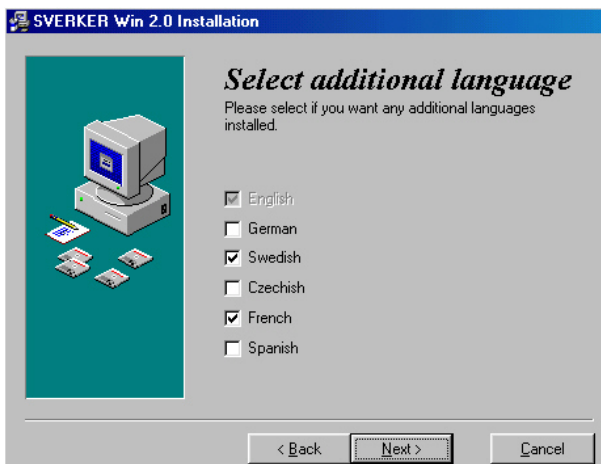 SVERKER Win 2.0 Installation
Select additional language
Please select if you want any additional languages
installed.
English
German
Swedish
Czechish
French
Spanish
< Back
Next >
Cancel